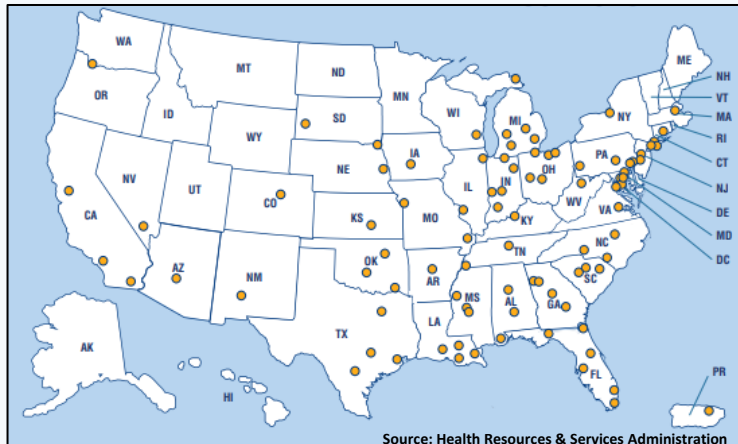 WA
MT
ND
MN
OR
ID
WY
SD
WI
MI
NY
ME
NH
VT
MA
RI
CT
NJ
DE
MD
DC
NV
UT
CO
NE
IA
IL
IN
OH
PA
WV
VA
CA
AZ
NM
KS
MO
KY
OK
AR
TN
NC
SC
TX
LA
MS
AL
GA
FL
AK
HI
PR
Source: Health Resources & Services Administration